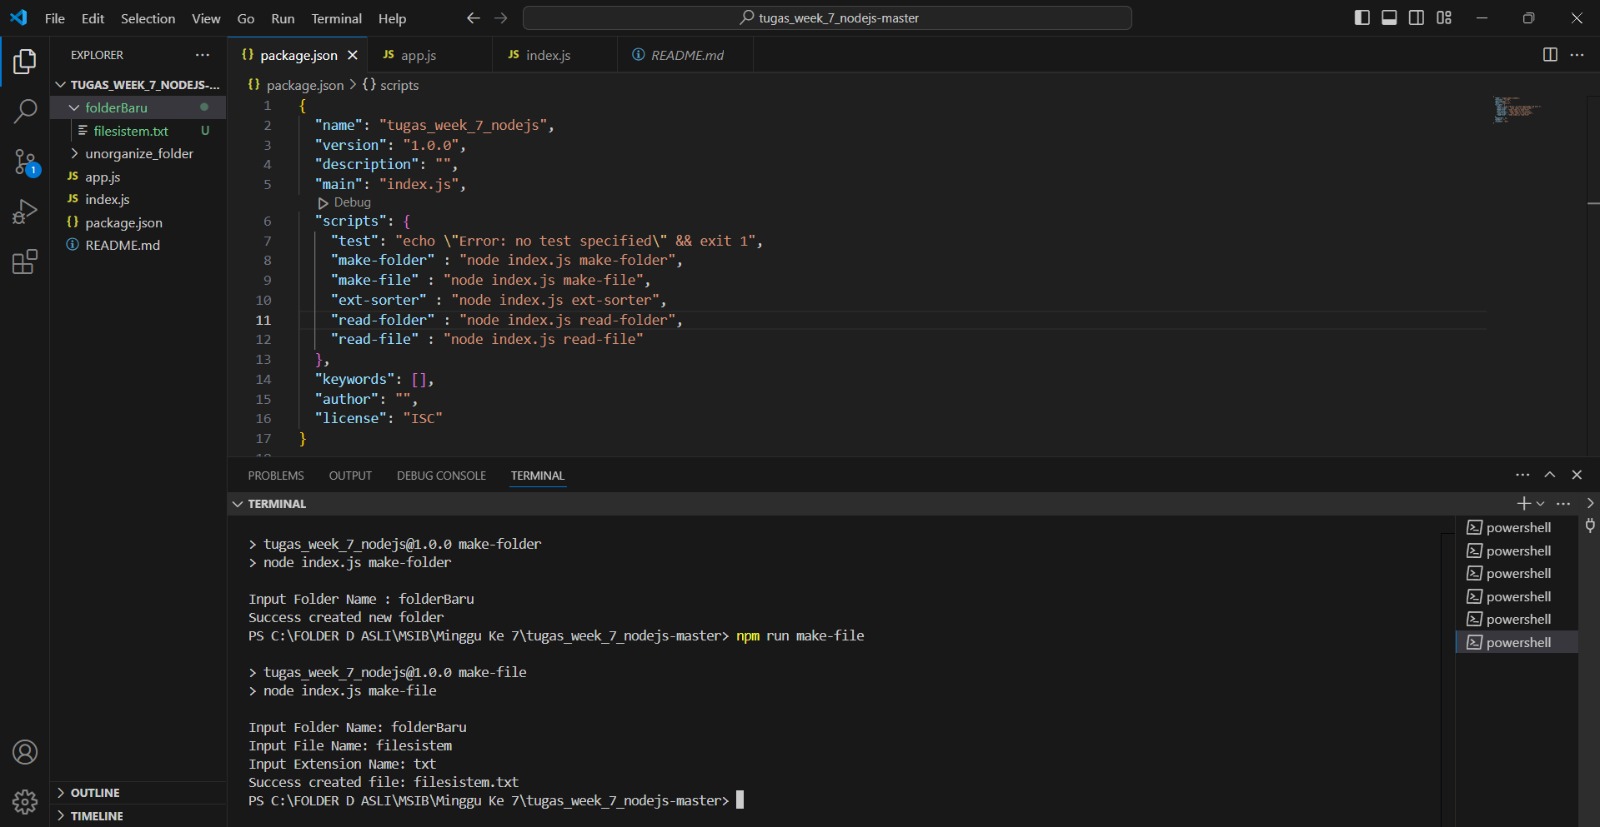 File Edit Selection View Go Run Terminal Help
tugas_week_7_nodejs-master
EXPLORER
TUGAS_WEEK_7_NODEJS-...
folderBaru
filesistem.txt U
unorganize_folder
JS app.js
JS index.js
{} package.json
README.md
1
OUTLINE
TIMELINE
{} package.json
JS app.js
JS index.js
README.md
{} package.json > {} scripts
1 {
2 "name": "tugas_week_7_nodejs",
3 "version": "1.0.0",
4 "description": "",
5 "main": "index.js",
Debug
6 "scripts": {
7 "test": "echo \"Error: no test specified\" && exit 1",
8 "make-folder" : "node index.js make-folder",
9 "make-file" : "node index.js make-file",
10 "ext-sorter" : "node index.js ext-sorter",
11 "read-folder" : "node index.js read-folder",
12 "read-file" : "node index.js read-file"
13 },
14 "keywords": [],
15 "author": "",
16 "license": "ISC"
17 }
PROBLEMS OUTPUT DEBUG CONSOLE TERMINAL
TERMINAL
> tugas_week_7_nodejs@1.0.0 make-folder
> node index.js make-folder
Input Folder Name : folderBaru
Success created new folder
PS C:\FOLDER D ASLI\MSIB\Minggu Ke 7\tugas_week_7_nodejs-master> npm run make-file
> tugas_week_7_nodejs@1.0.0 make-file
> node index.js make-file
Input Folder Name: folderBaru
Input File Name: filesistem
Input Extension Name: txt
Success created file: filesistem.txt
PS C:\FOLDER D ASLI\MSIB\Minggu Ke 7\tugas_week_7_nodejs-master>
powershell
powershell
powershell
powershell
powershell
powershell